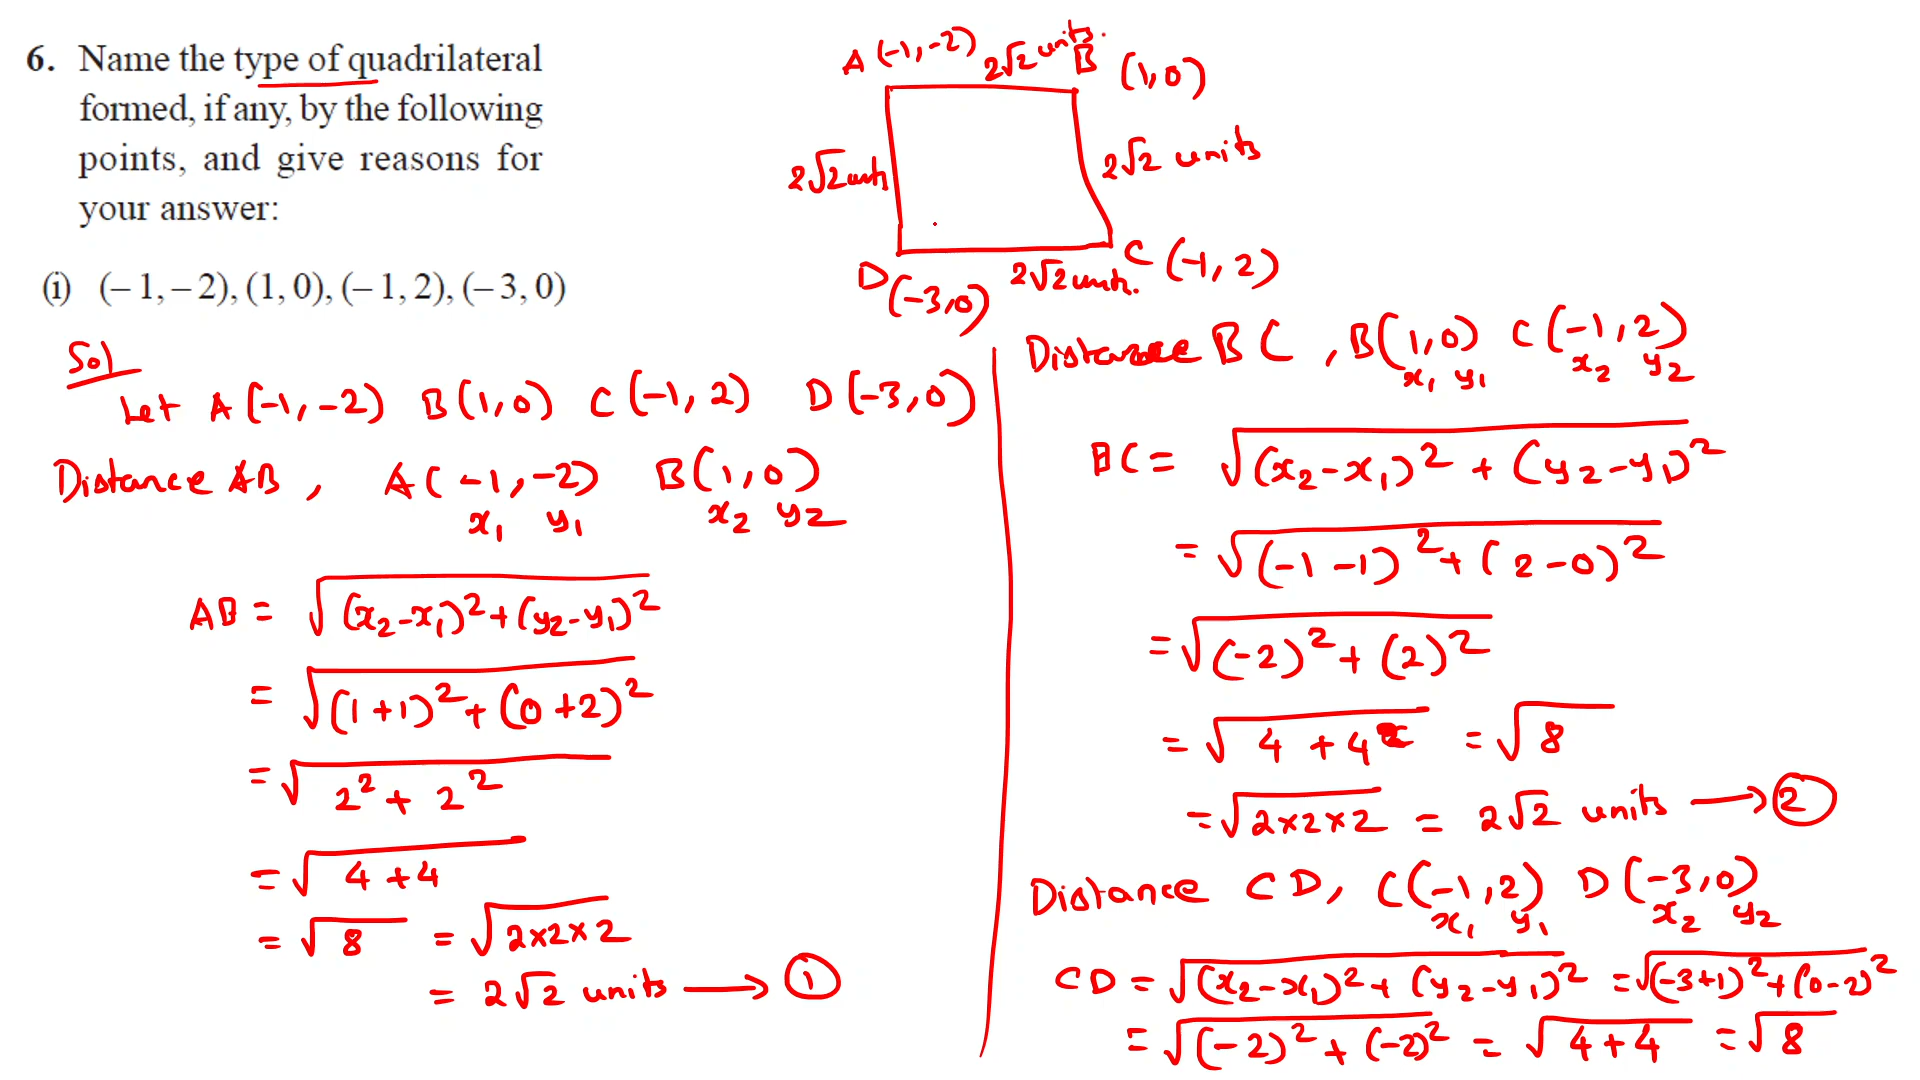 6. Name the type of quadrilateral
formed, if any, by the following
points, and give reasons for
your answer:
(i) (– 1, – 2), (1, 0), (– 1, 2), (– 3, 0)
A (-1, -2) 2√2 units. B (1, 0)
2√2 units 2√2 units
D (-3, 0) 2√2 units. C (-1, 2)
Sol
Let A (-1, -2) B (1, 0) C (-1, 2) D (-3, 0)
Distance AB , A ( -1, -2) B (1, 0)
x₁ y₁ x₂ y₂
AB = √(x₂-x₁)²+(y₂-y₁)²
= √(1+1)²+(0+2)²
= √2²+2²
= √4+4
= √8 = √2×2×2
= 2√2 units → ①
Distance BC , B(1, 0) C (-1, 2)
x₁ y₁ x₂ y₂
BC = √(x₂-x₁)²+(y₂-y₁)²
= √(-1-1)²+(2-0)²
= √(-2)²+(2)²
= √4+4 = √8
= √2×2×2 = 2√2 units → ②
Distance CD, C(-1, 2) D (-3, 0)
x₁ y₁ x₂ y₂
CD = √(x₂-x₁)²+(y₂-y₁)² = √(-3+1)²+(0-2)²
= √(-2)²+(-2)² = √4+4 = √8